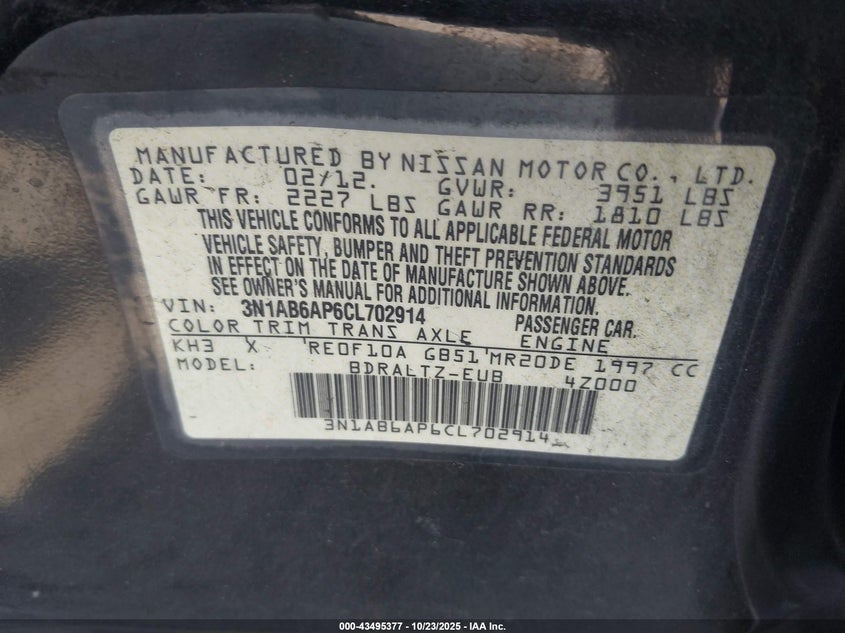 MANUFACTURED BY NISSAN MOTOR CO., LTD.
DATE: 02/12. GVWR: 3951 LBS
GAWR FR: 2227 LBS GAWR RR: 1810 LBS
THIS VEHICLE CONFORMS TO ALL APPLICABLE FEDERAL MOTOR
VEHICLE SAFETY, BUMPER AND THEFT PREVENTION STANDARDS
IN EFFECT ON THE DATE OF MANUFACTURE SHOWN ABOVE.
SEE OWNER'S MANUAL FOR ADDITIONAL INFORMATION.
VIN: 3N1AB6AP6CL702914 PASSENGER CAR.
COLOR TRIM TRANS AXLE ENGINE
KH3 X RE0F10A GB51 MR20DE 1997 CC
MODEL: BDRALTZ-EUB 4Z000
3N1AB6AP6CL702914
000-43495377 | 10/23/2025 | IAA Inc.